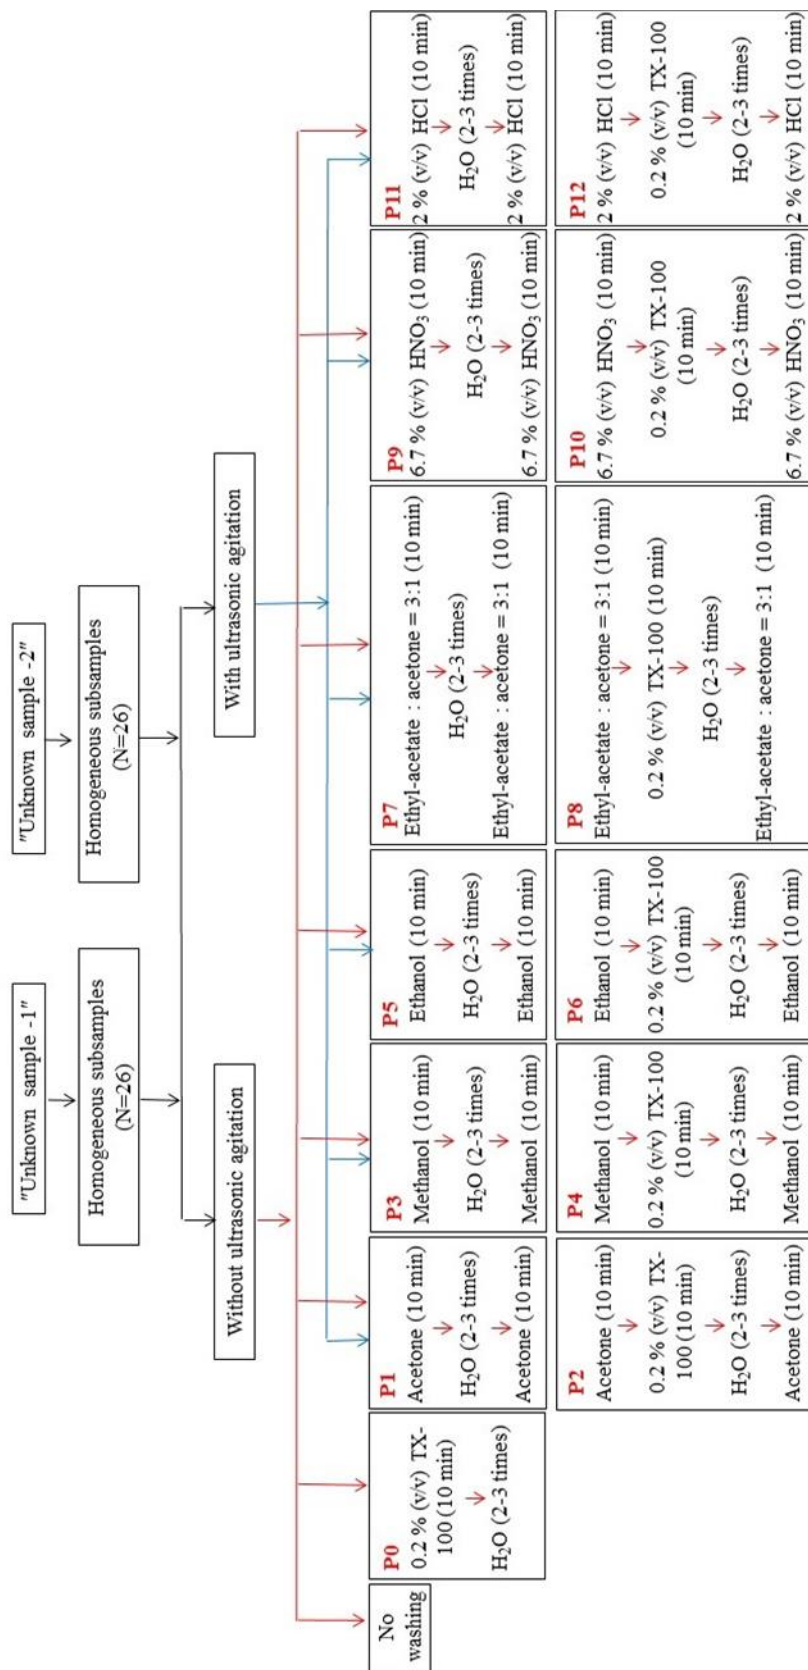 "Unknown sample -1"
"Unknown sample -2"
Homogeneous subsamples
(N=26)
Homogeneous subsamples
(N=26)
Without ultrasonic agitation
With ultrasonic agitation
No
washing
P0
0.2 % (v/v) TX-
100 (10 min)
H₂O (2-3 times)
P1
Acetone (10 min)
H₂O (2-3 times)
Acetone (10 min)
P3
Methanol (10 min)
H₂O (2-3 times)
Methanol (10 min)
P5
Ethanol (10 min)
H₂O (2-3 times)
Ethanol (10 min)
P7
Ethyl-acetate : acetone = 3:1 (10 min)
H₂O (2-3 times)
Ethyl-acetate : acetone = 3:1 (10 min)
P9
6.7 % (v/v) HNO₃ (10 min)
H₂O (2-3 times)
6.7 % (v/v) HNO₃ (10 min)
P11
2 % (v/v) HCl (10 min)
H₂O (2-3 times)
2 % (v/v) HCl (10 min)
P2
Acetone (10 min)
0.2 % (v/v) TX-
100 (10 min)
H₂O (2-3 times)
Acetone (10 min)
P4
Methanol (10 min)
0.2 % (v/v) TX-100
(10 min)
H₂O (2-3 times)
Methanol (10 min)
P6
Ethanol (10 min)
0.2 % (v/v) TX-100
(10 min)
H₂O (2-3 times)
Ethanol (10 min)
P8
Ethyl-acetate : acetone = 3:1 (10 min)
0.2 % (v/v) TX-100 (10 min)
H₂O (2-3 times)
Ethyl-acetate : acetone = 3:1 (10 min)
P10
6.7 % (v/v) HNO₃ (10 min)
0.2 % (v/v) TX-100
(10 min)
H₂O (2-3 times)
6.7 % (v/v) HNO₃ (10 min)
P12
2 % (v/v) HCl (10 min)
0.2 % (v/v) TX-100
(10 min)
H₂O (2-3 times)
2 % (v/v) HCl (10 min)